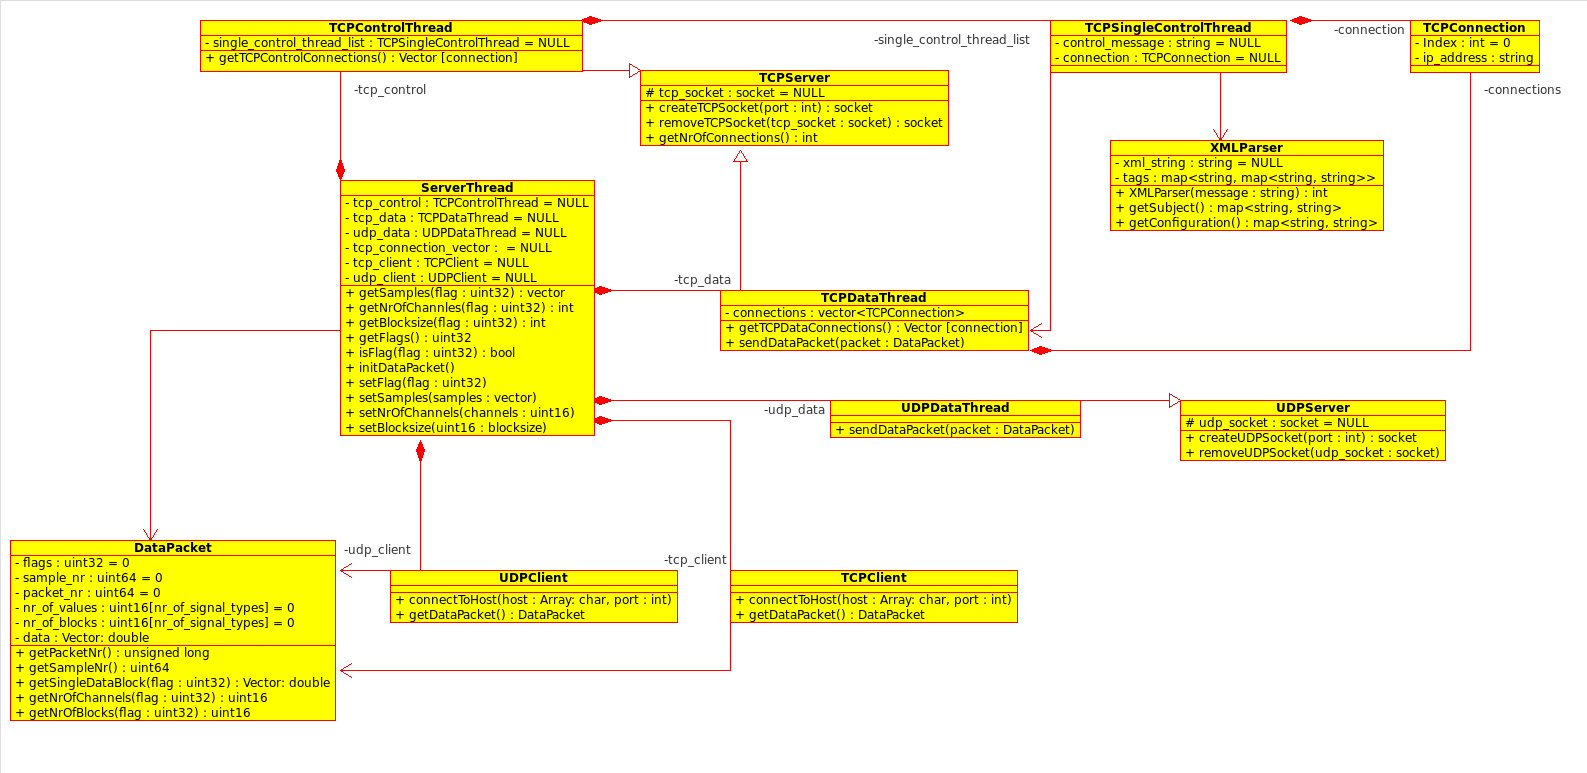 TCPControlThread
- single_control_thread_list : TCPSingleControlThread = NULL
+ getTCPControlConnections() : Vector [connection]
-single_control_thread_list
TCPSingleControlThread
- control_message : string = NULL
- connection : TCPConnection = NULL
-connection
TCPConnection
- Index : int = 0
- ip_address : string
-connections
-tcp_control
TCPServer
# tcp_socket : socket = NULL
+ createTCPSocket(port : int) : socket
+ removeTCPSocket(tcp_socket : socket) : socket
+ getNrOfConnections() : int
XMLParser
- xml_string : string = NULL
- tags : map<string, map<string, string>>
+ XMLParser(message : string) : int
+ getSubject() : map<string, string>
+ getConfiguration() : map<string, string>
ServerThread
- tcp_control : TCPControlThread = NULL
- tcp_data : TCPDataThread = NULL
- udp_data : UDPDataThread = NULL
- tcp_connection_vector :  = NULL
- tcp_client : TCPClient = NULL
- udp_client : UDPClient = NULL
+ getSamples(flag : uint32) : vector
+ getNrOfChannles(flag : uint32) : int
+ getBlocksize(flag : uint32) : int
+ getFlags() : uint32
+ isFlag(flag : uint32) : bool
+ initDataPacket()
+ setFlag(flag : uint32)
+ setSamples(samples : vector)
+ setNrOfChannels(channels : uint16)
+ setBlocksize(uint16 : blocksize)
-tcp_data
TCPDataThread
- connections : vector<TCPConnection>
+ getTCPDataConnections() : Vector [connection]
+ sendDataPacket(packet : DataPacket)
-udp_data
UDPDataThread
+ sendDataPacket(packet : DataPacket)
UDPServer
# udp_socket : socket = NULL
+ createUDPSocket(port : int) : socket
+ removeUDPSocket(udp_socket : socket)
DataPacket
- flags : uint32 = 0
- sample_nr : uint64 = 0
- packet_nr : uint64 = 0
- nr_of_values : uint16[nr_of_signal_types] = 0
- nr_of_blocks : uint16[nr_of_signal_types] = 0
- data : Vector: double
+ getPacketNr() : unsigned long
+ getSampleNr() : uint64
+ getSingleDataBlock(flag : uint32) : Vector: double
+ getNrOfChannels(flag : uint32) : uint16
+ getNrOfBlocks(flag : uint32) : uint16
-udp_client
UDPClient
+ connectToHost(host : Array: char, port : int)
+ getDataPacket() : DataPacket
-tcp_client
TCPClient
+ connectToHost(host : Array: char, port : int)
+ getDataPacket() : DataPacket